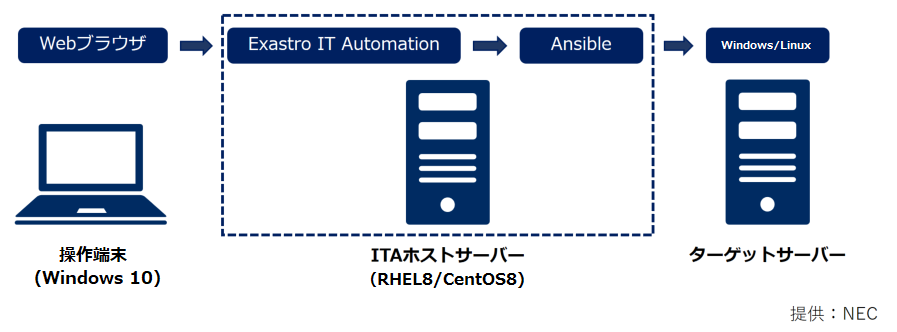 Webブラウザ
Exastro IT Automation
Ansible
Windows/Linux
操作端末
(Windows 10)
ITAホストサーバー
(RHEL8/CentOS8)
ターゲットサーバー
提供：NEC